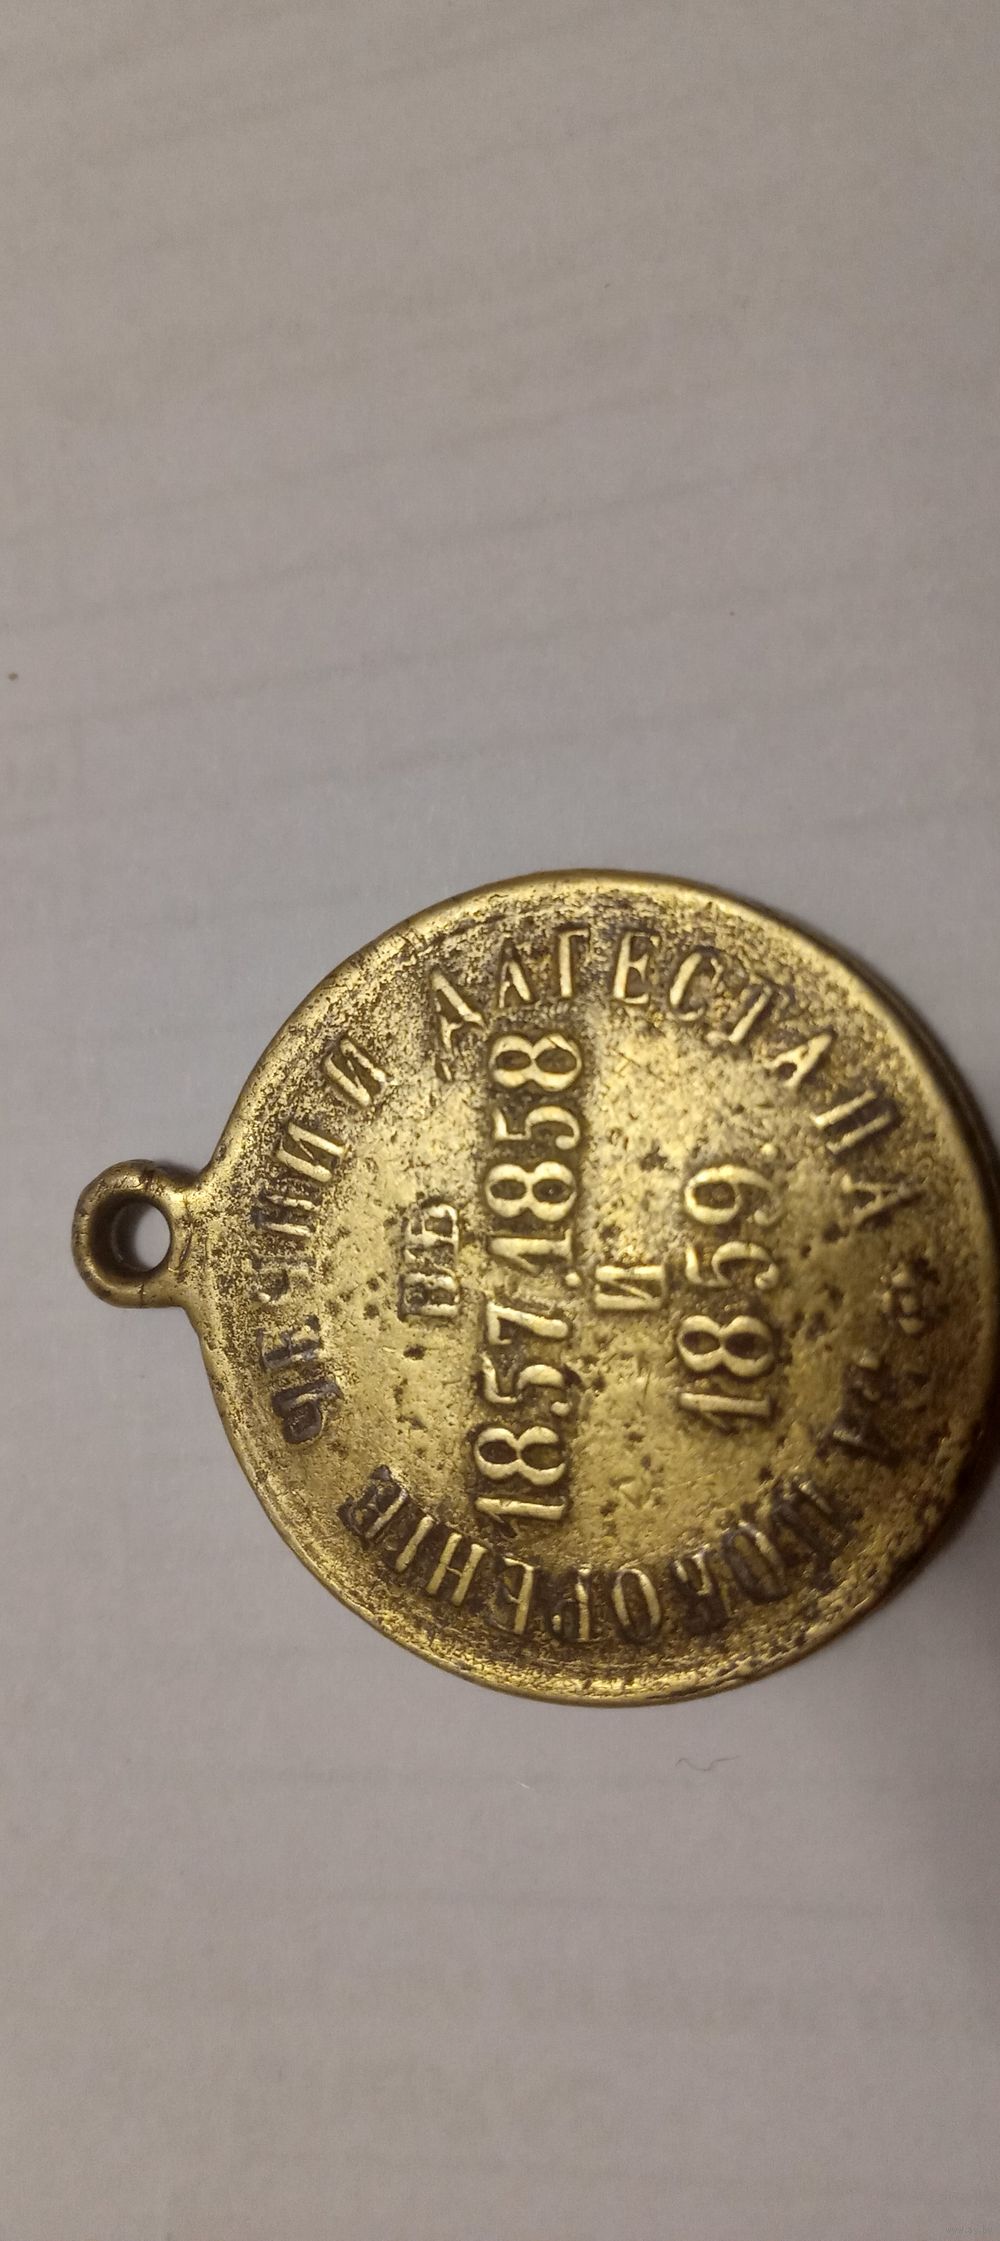 ЗА ПОКОРЕНІЕ ЧЕЧНИ И ДАГЕСТАНА
ВЪ
1857.1858
И
1859.